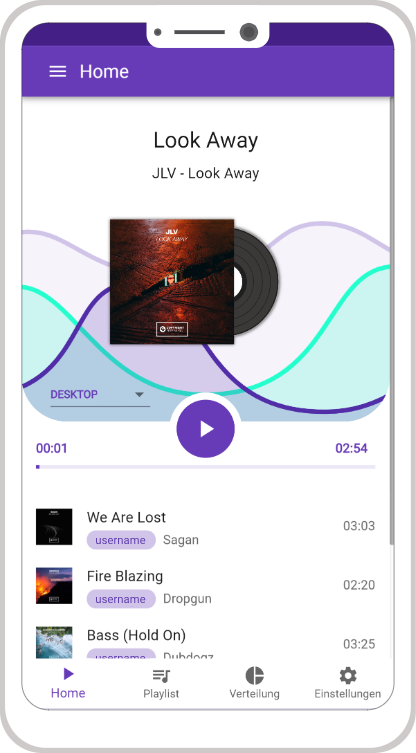 Home
Look Away
JLV - Look Away
JLV
LOOK AWAY
DESKTOP
00:01 02:54
We Are Lost
username Sagan
03:03
Fire Blazing
username Dropgun
02:20
Bass (Hold On)
username Dubdogz
03:25
Home Playlist Verteilung Einstellungen